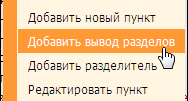 Добавить новый пункт
Добавить вывод разделов
Добавить разделитель
Редактировать пункт